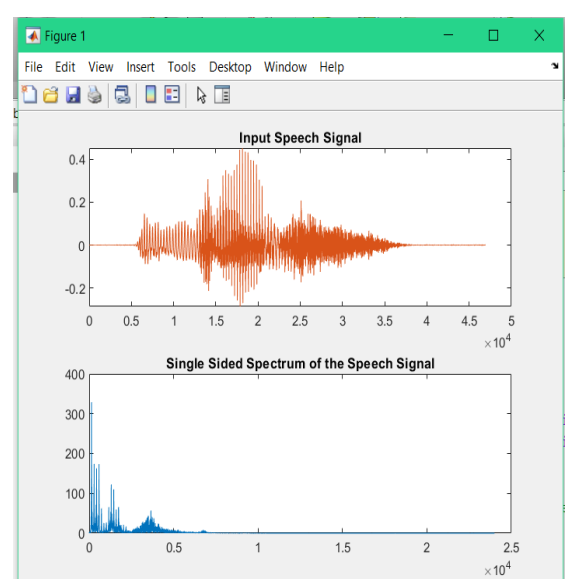 Figure 1
File Edit View Insert Tools Desktop Window Help
Input Speech Signal
0.4
0.2
0
-0.2
0 0.5 1 1.5 2 2.5 3 3.5 4 4.5 5
×10^4
Single Sided Spectrum of the Speech Signal
400
300
200
100
0
0 0.5 1 1.5 2 2.5
×10^4